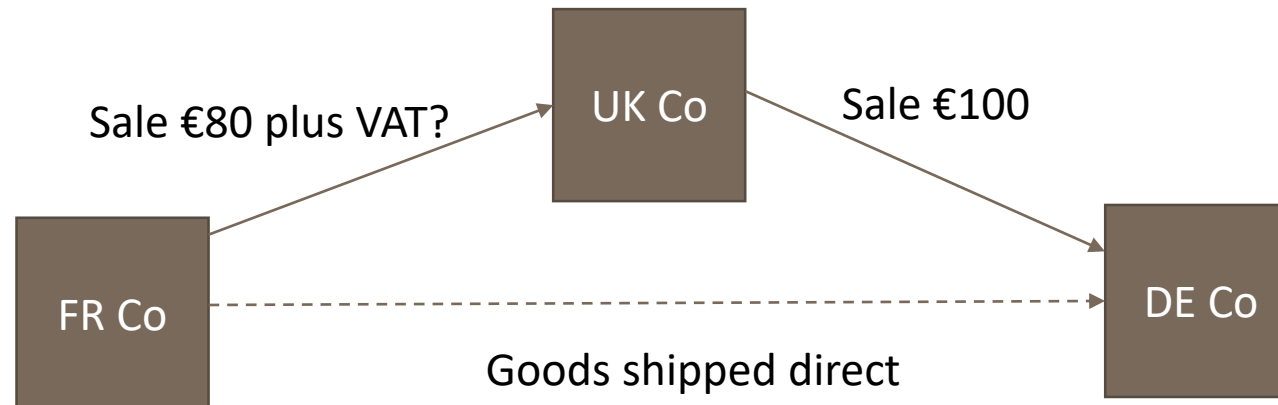 Sale €80 plus VAT?
UK Co
Sale €100
FR Co
DE Co
Goods shipped direct